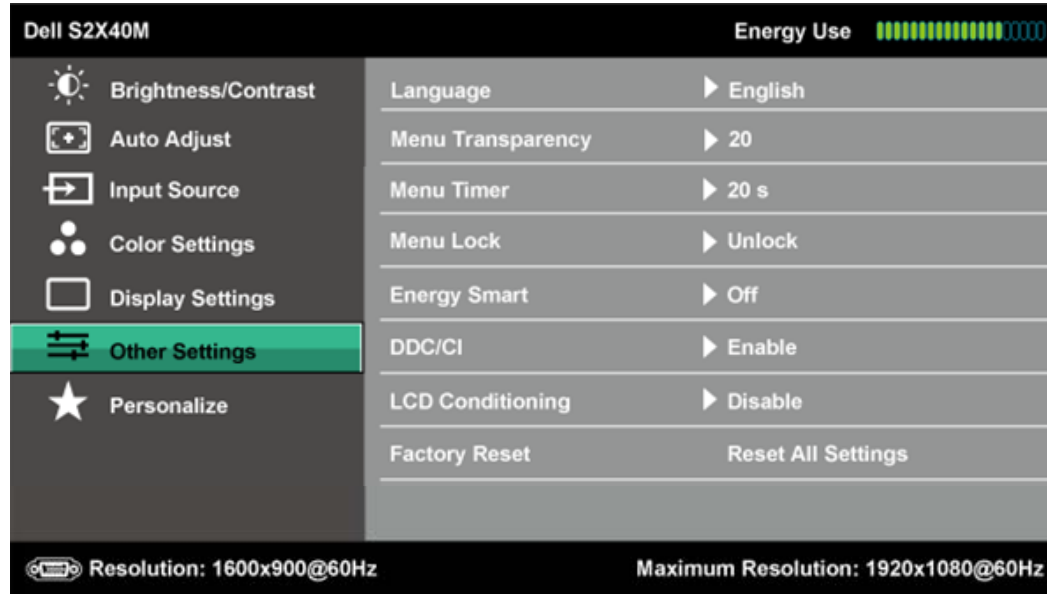 Dell S2X40M Energy Use
Brightness/Contrast Language English
Auto Adjust Menu Transparency 20
Input Source Menu Timer 20 s
Color Settings Menu Lock Unlock
Display Settings Energy Smart Off
Other Settings DDC/CI Enable
Personalize LCD Conditioning Disable
Factory Reset Reset All Settings
Resolution: 1600x900@60Hz Maximum Resolution: 1920x1080@60Hz